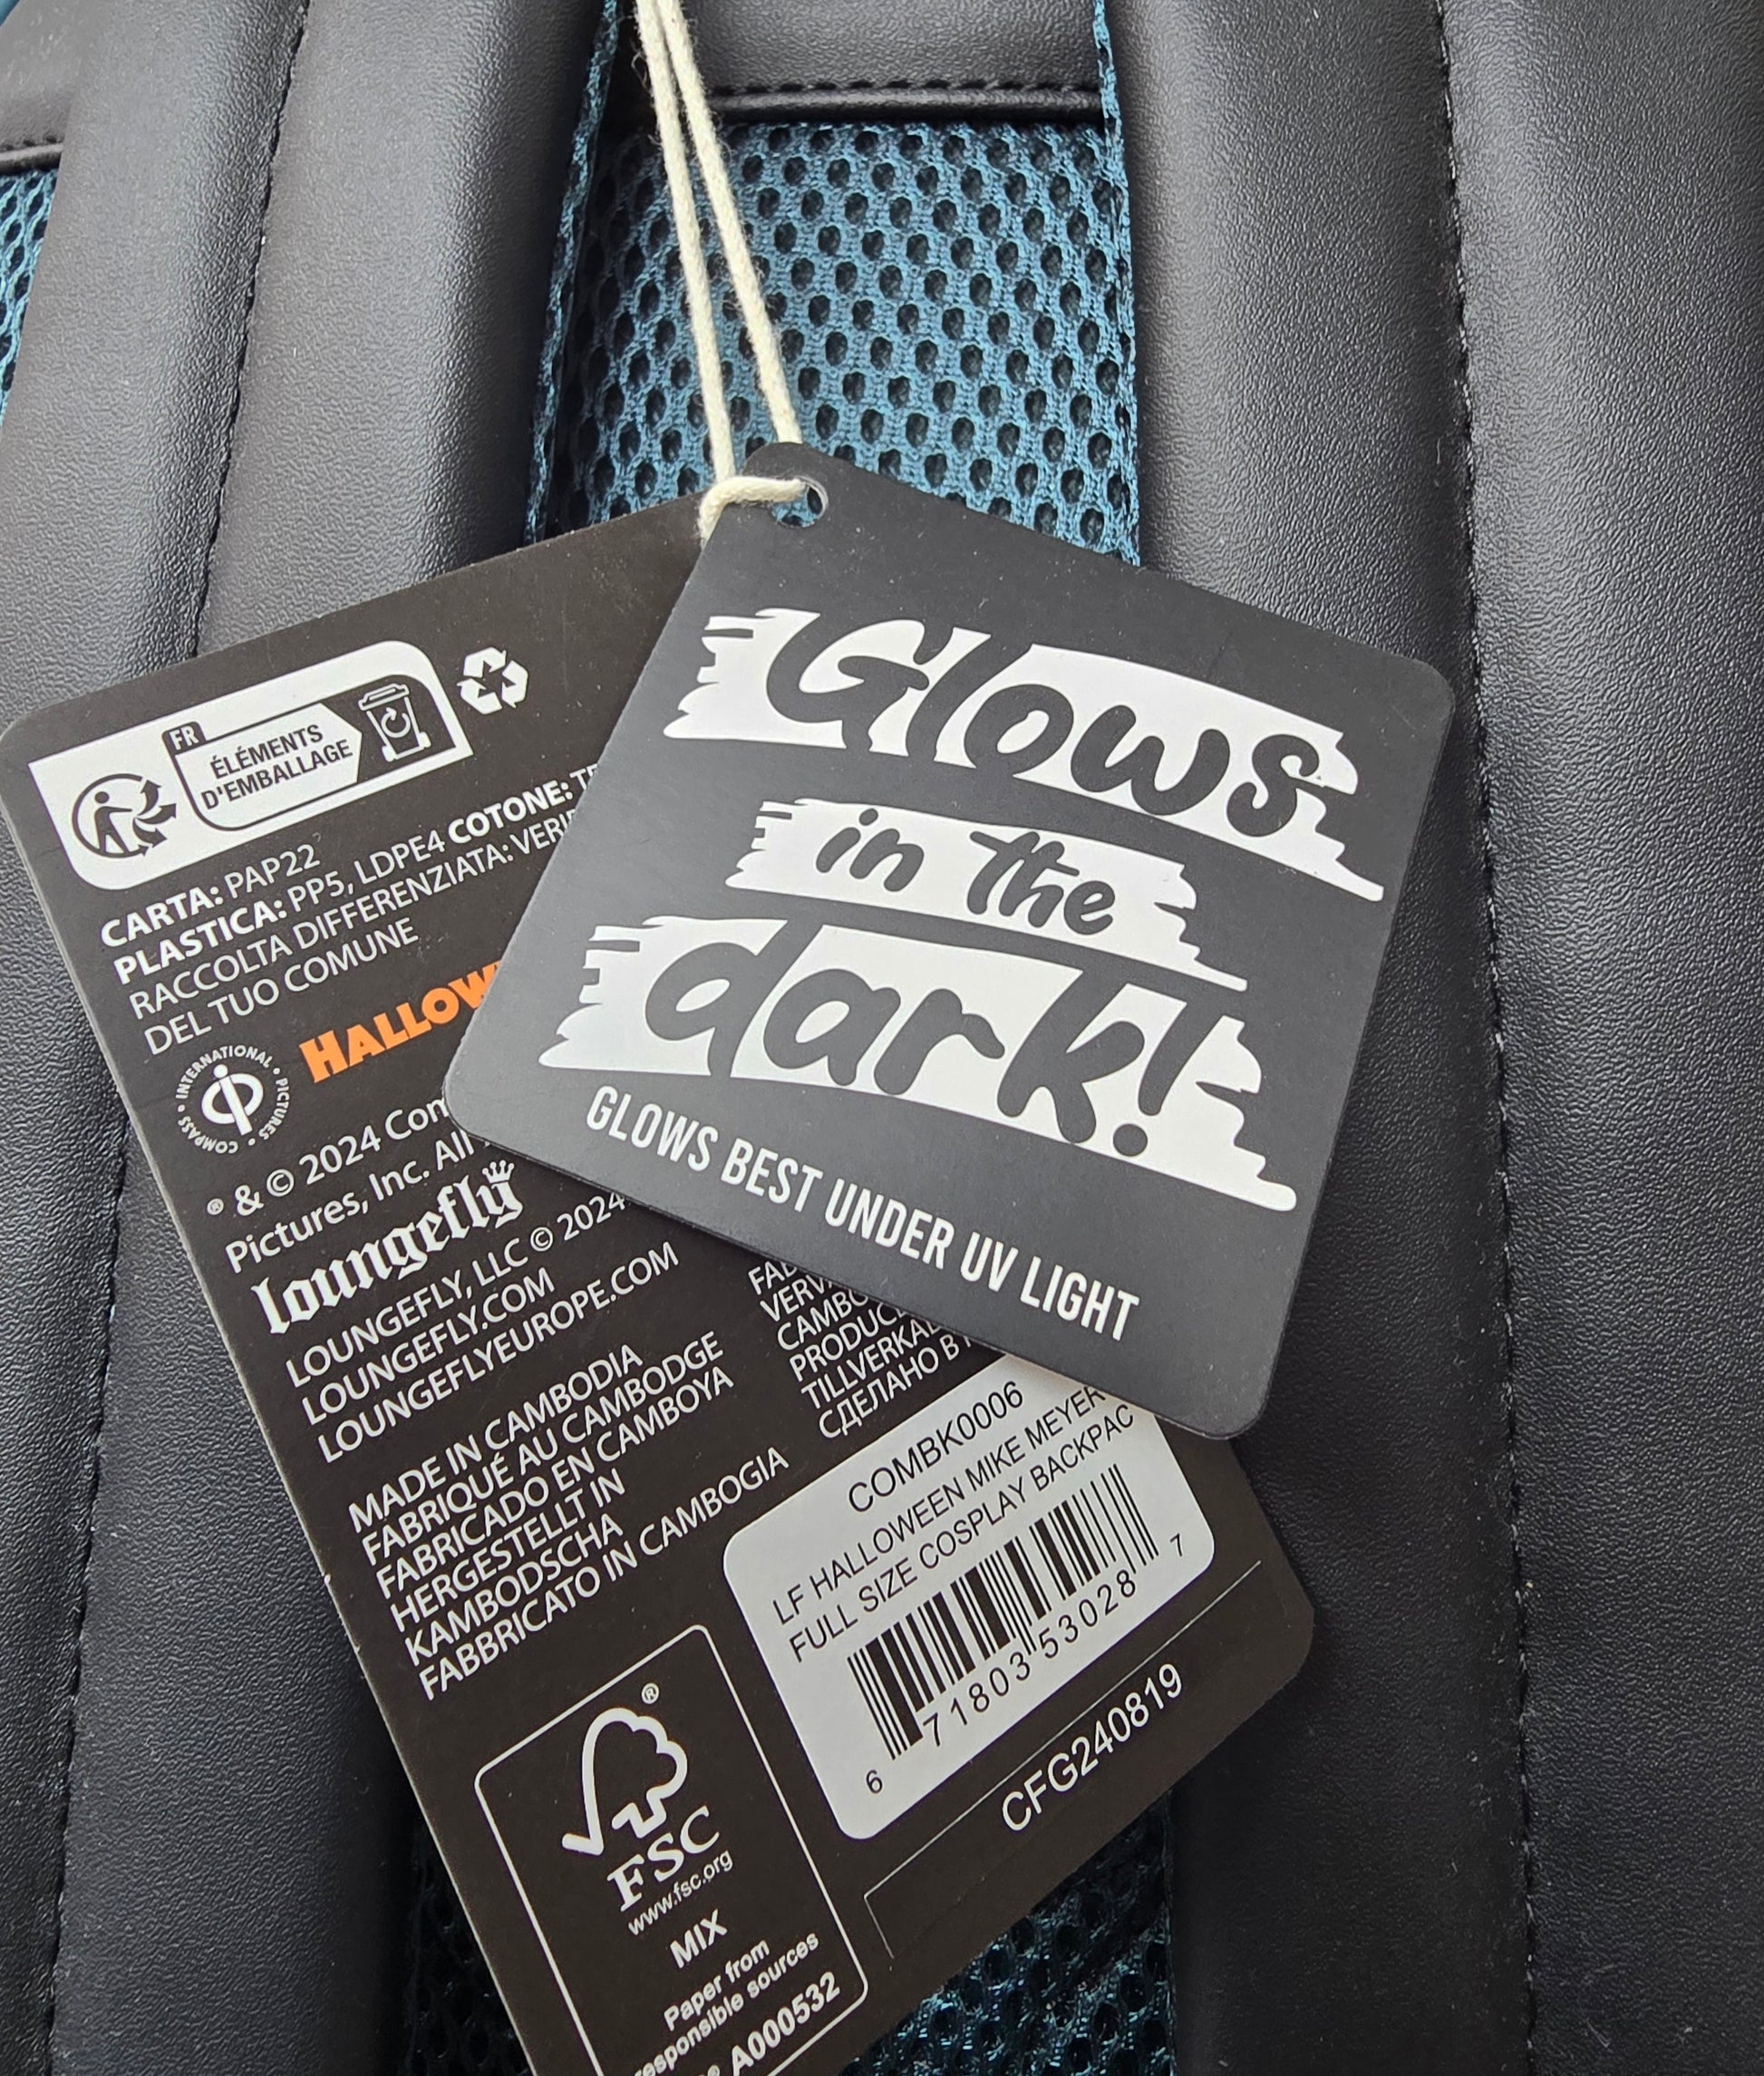 Glows
in the
dark!
GLOWS BEST UNDER UV LIGHT
FR
ÉLÉMENTS
D'EMBALLAGE
CARTA: PAP22
PLASTICA: PP5, LDPE4 COTONE:
RACCOLTA DIFFERENZIATA:
DEL TUO COMUNE
COMPASS • INTERNATIONAL • PICTURES •
® & © 2024
Pictures, Inc. All
loungefly
LOUNGEFLY, LLC © 2024
LOUNGEFLY.COM
LOUNGEFLYEUROPE.COM
MADE IN CAMBODIA
FABRIQUÉ AU CAMBODGE
FABRICADO EN CAMBOYA
HERGESTELLT IN
KAMBODSCHA
FABBRICATO IN CAMBOGIA
СДЕЛАНО В
COMBK0006
LF HALLOWEEN MIKE MEYERS
FULL SIZE COSPLAY BACKPAC
6 71803 53028 7
CFG240819
®
FSC
www.fsc.org
MIX
Paper from
responsible sources
A000532